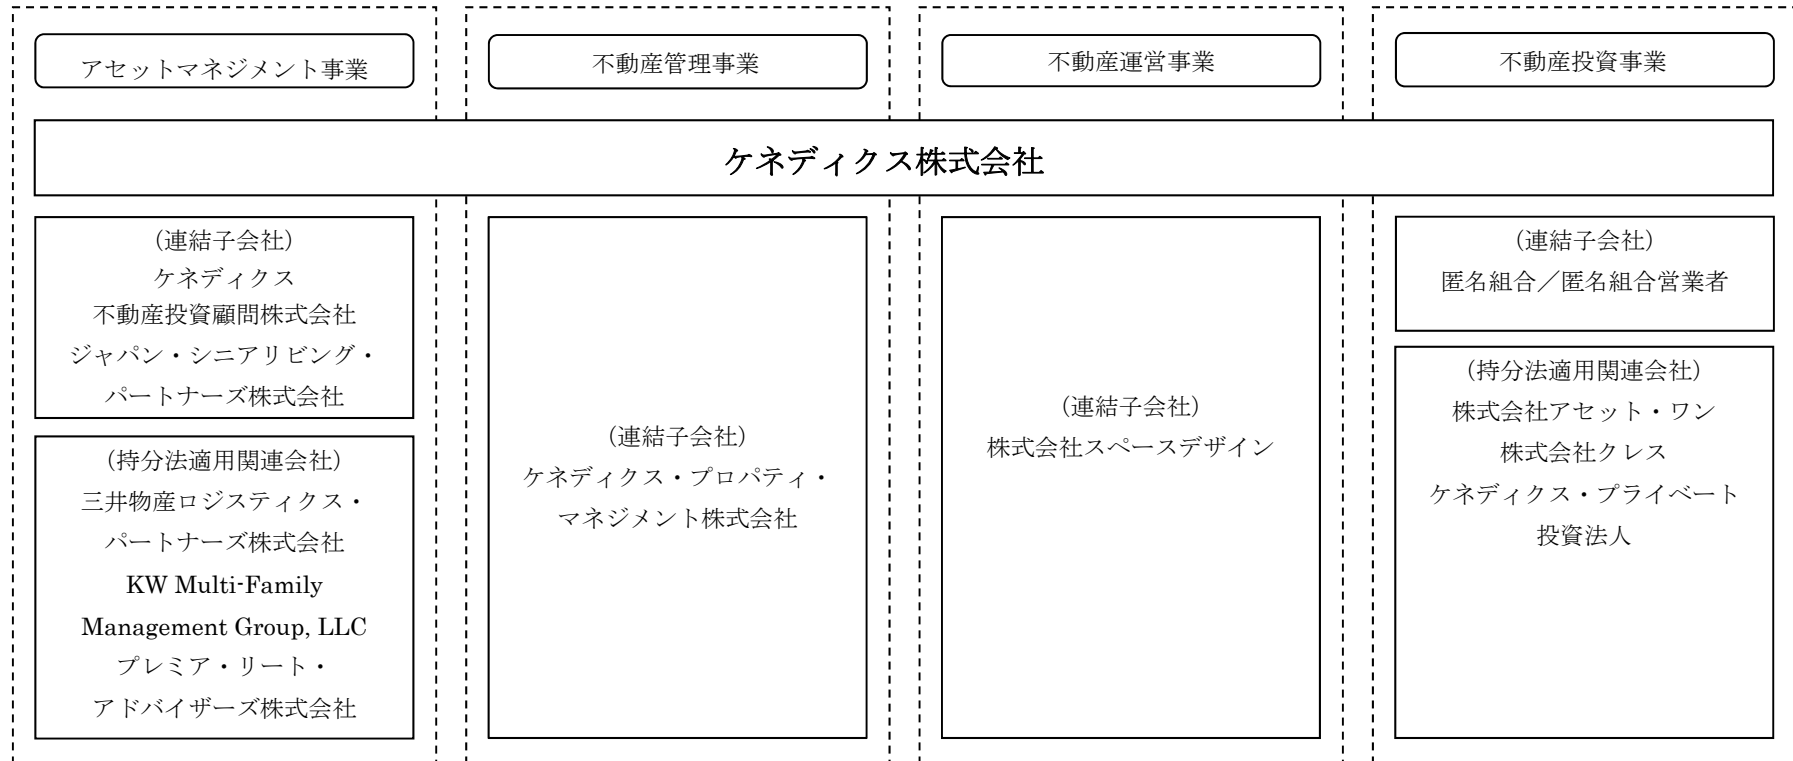 アセットマネジメント事業
不動産管理事業
不動産運営事業
不動産投資事業
ケネディクス株式会社
(連結子会社)
ケネディクス
不動産投資顧問株式会社
ジャパン・シニアリビング・
パートナーズ株式会社
(持分法適用関連会社)
三井物産ロジスティクス・
パートナーズ株式会社
KW Multi-Family
Management Group, LLC
プレミア・リート・
アドバイザーズ株式会社
(連結子会社)
ケネディクス・プロパティ・
マネジメント株式会社
(連結子会社)
株式会社スペースデザイン
(連結子会社)
匿名組合/匿名組合営業者
(持分法適用関連会社)
株式会社アセット・ワン
株式会社クレス
ケネディクス・プライベート
投資法人